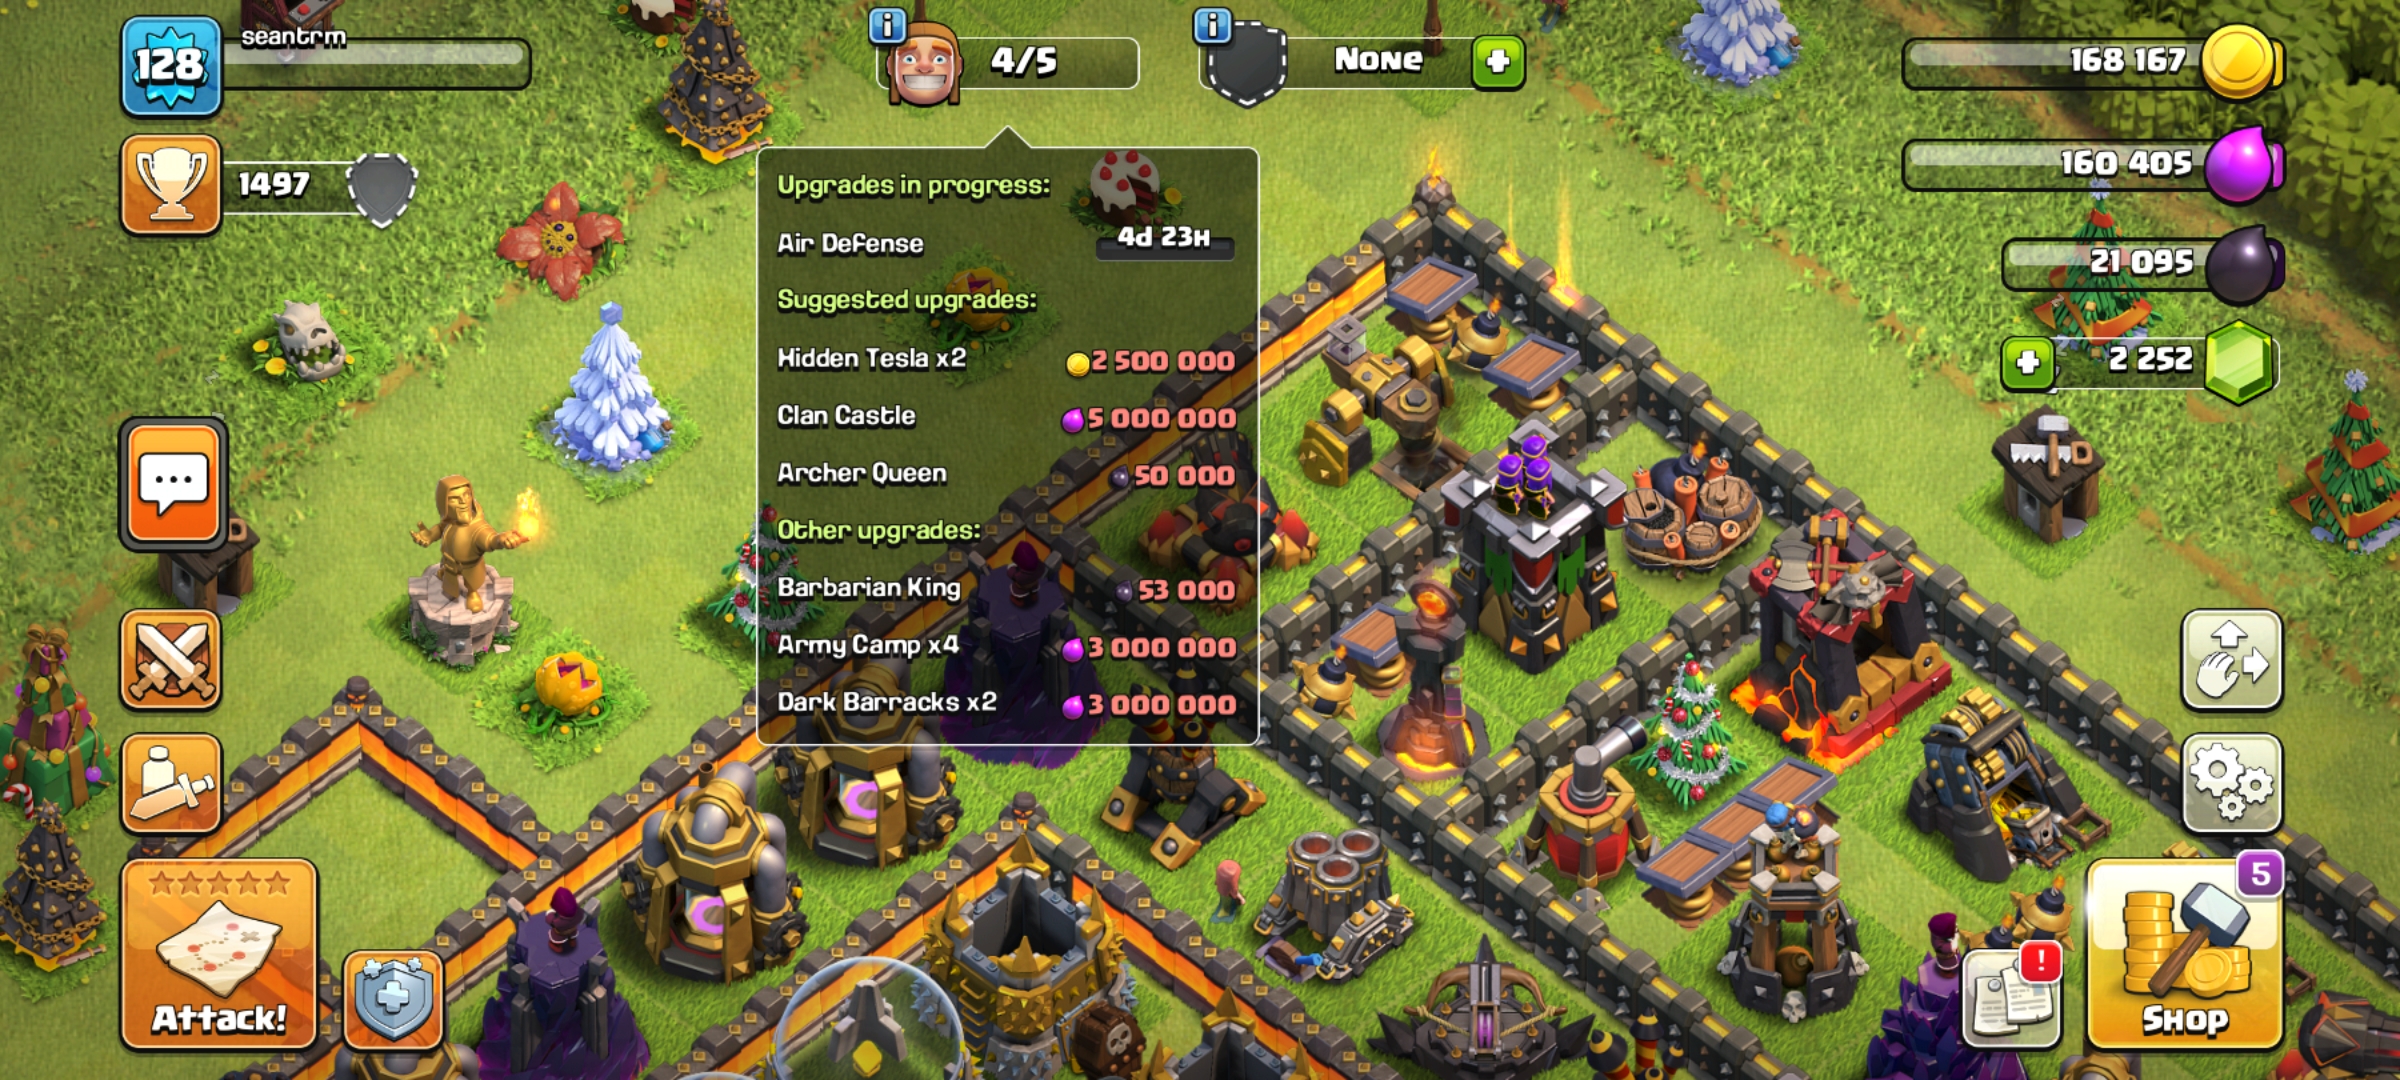 128
seantrm
4/5
None
168 167
1497
160 405
21 095
2 252
Upgrades in progress:
Air Defense 4d 23H
Suggested upgrades:
Hidden Tesla x2 2 500 000
Clan Castle 5 000 000
Archer Queen 50 000
Other upgrades:
Barbarian King 53 000
Army Camp x4 3 000 000
Dark Barracks x2 3 000 000
Attack!
!
5
Shop